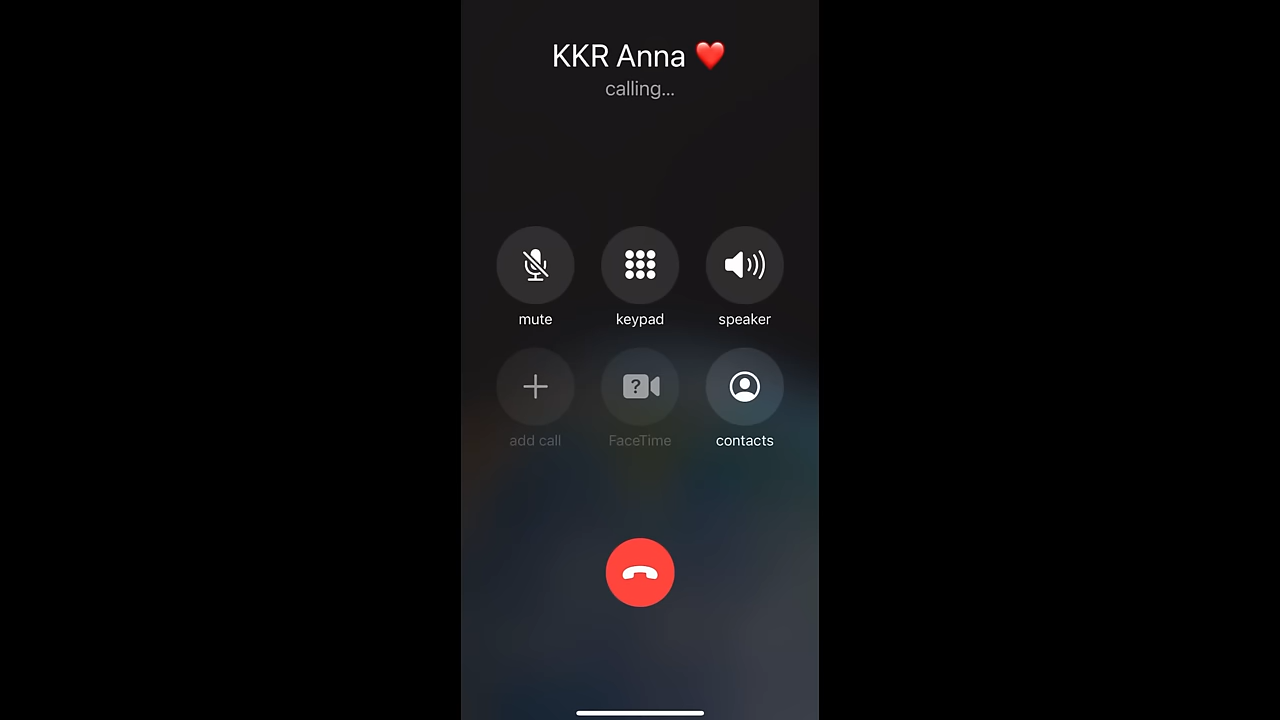 KKR Anna ❤️
calling...
mute
keypad
speaker
add call
FaceTime
contacts